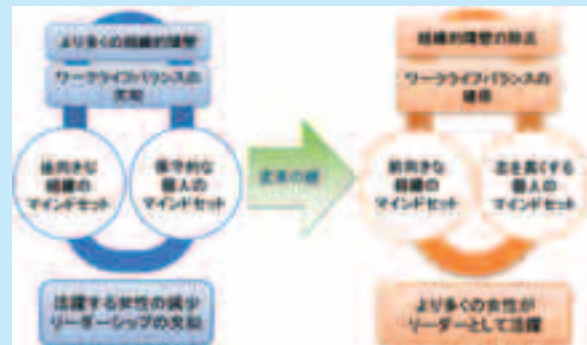 より多くの組織的障壁
ワークライフバランスの
欠如
後向きな
組織の
マインドセット
保守的な
個人の
マインドセット
活躍する女性の減少
リーダーシップの欠如
変革の
組織的障壁の除去
ワークライフバランスの
前向きな
組織の
マインドセット
志を高くする
個人の
マインドセット
より多くの女性が
リーダーとして活躍